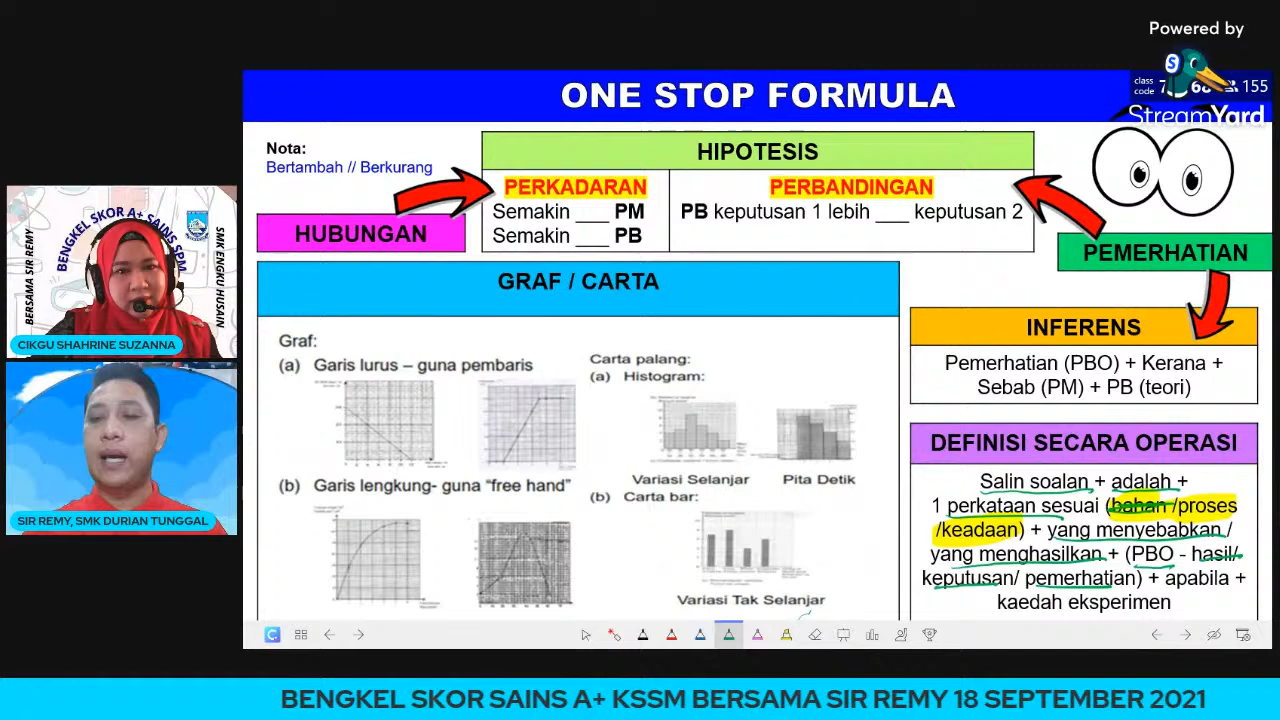 Powered by
StreamYard
class
code
155
ONE STOP FORMULA
Nota:
Bertambah // Berkurang
HIPOTESIS
PERKADARAN
Semakin ___ PM
Semakin ___ PB
PERBANDINGAN
PB keputusan 1 lebih ___ keputusan 2
HUBUNGAN
PEMERHATIAN
GRAF / CARTA
Graf:
(a) Garis lurus – guna pembaris
(b) Garis lengkung- guna “free hand”
Carta palang:
(a) Histogram:
Variasi Selanjar
Pita Detik
(b) Carta bar:
Variasi Tak Selanjar
INFERENS
Pemerhatian (PBO) + Kerana +
Sebab (PM) + PB (teori)
DEFINISI SECARA OPERASI
Salin soalan + adalah +
1 perkataan sesuai (bahan /proses
/keadaan) + yang menyebabkan /
yang menghasilkan + (PBO - hasil/
keputusan/ pemerhatian) + apabila +
kaedah eksperimen
BENGKEL SKOR A+ SAINS SPM
BERSAMA SIR REMY
SMK ENGKU HUSAIN
CIKGU SHAHRINE SUZANNA
SIR REMY, SMK DURIAN TUNGGAL
BENGKEL SKOR SAINS A+ KSSM BERSAMA SIR REMY 18 SEPTEMBER 2021